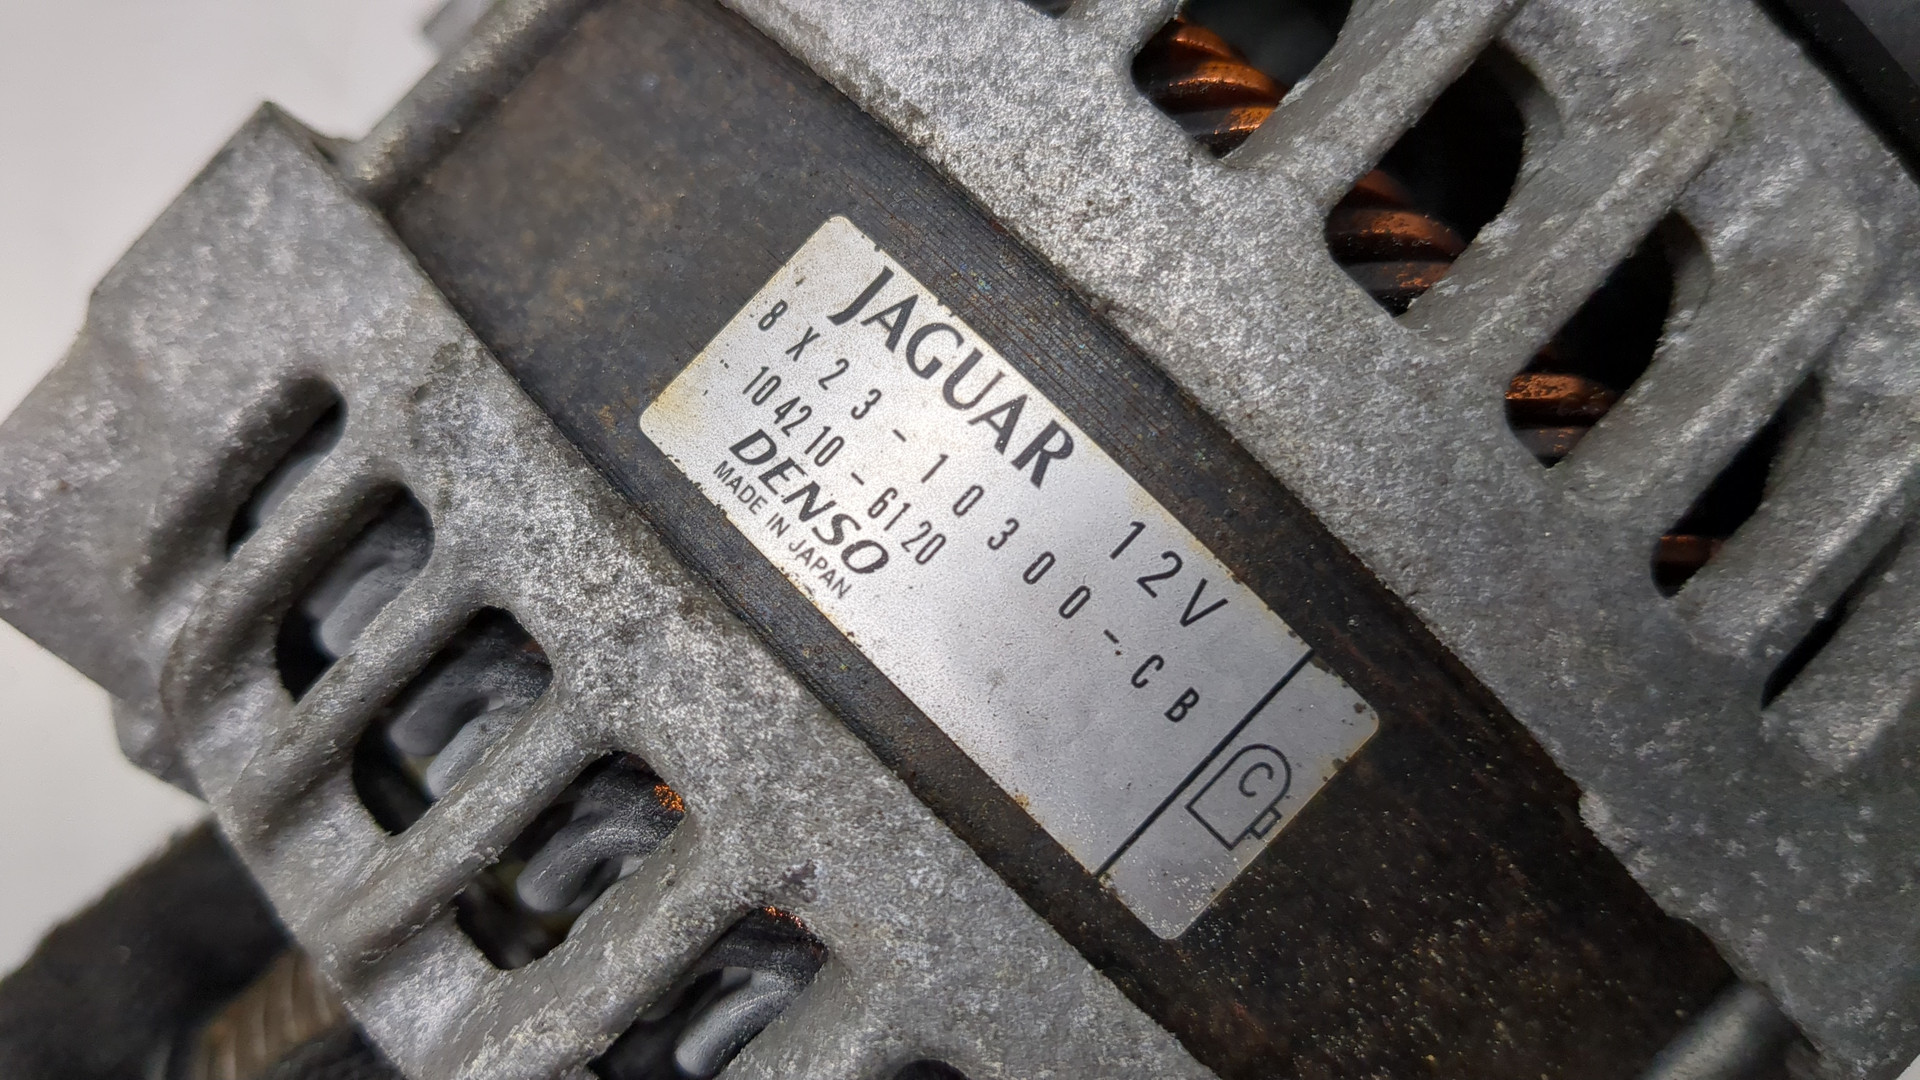 JAGUAR 12V
8X23-10300-CB
104210-6120
DENSO
MADE IN JAPAN
C